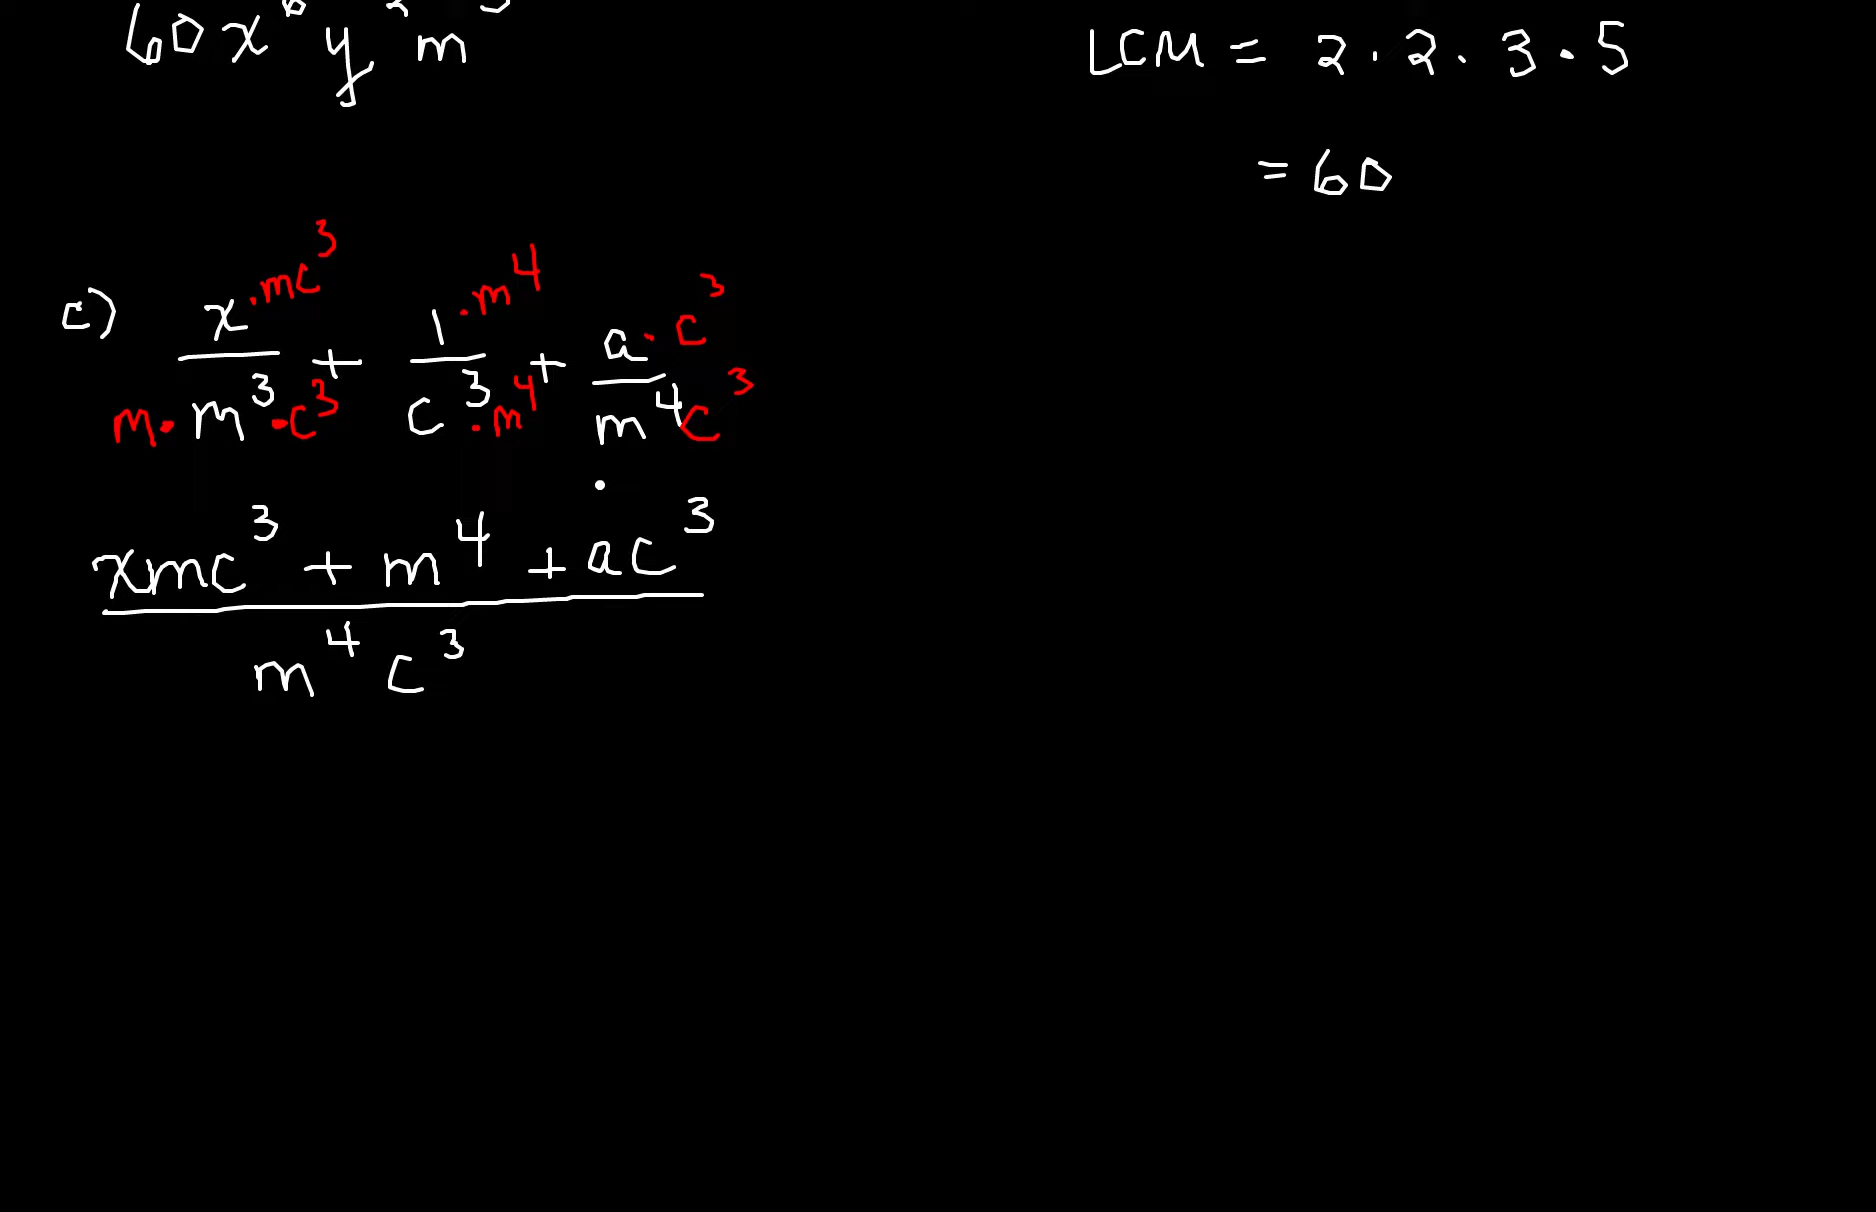 60x⁶y²m
LCM = 2 · 2 · 3 · 5
= 60
c) x·mc³/m·m³·c³ + 1·m⁴/c³·m⁴ + a·c³/m⁴c³
xmc³ + m⁴ + ac³
m⁴c³